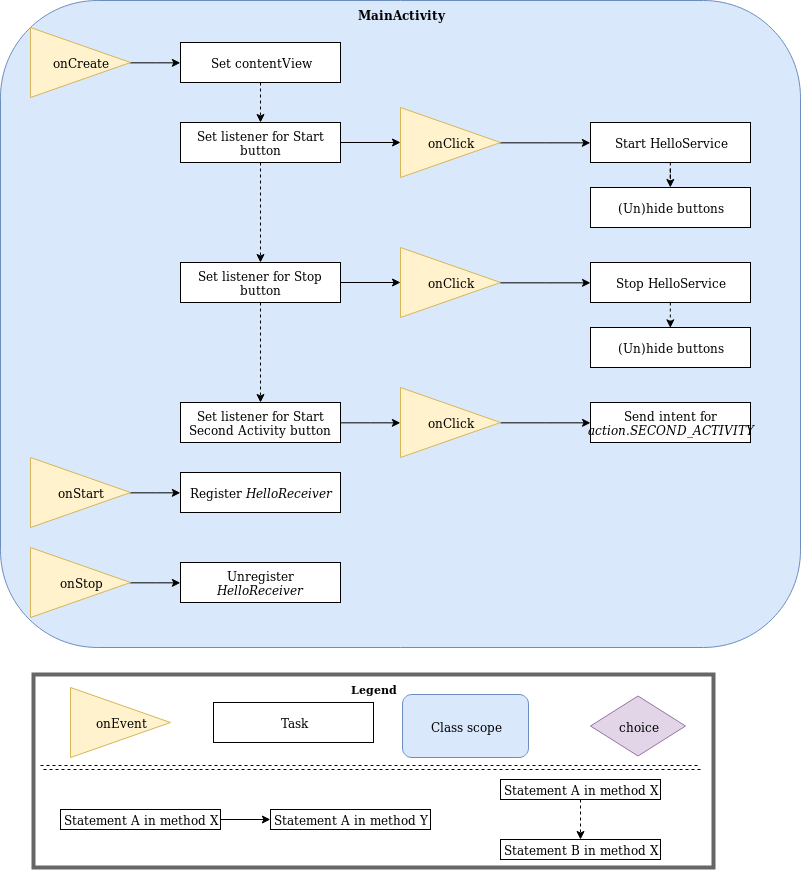 MainActivity
onCreate
Set contentView
Set listener for Start
button
onClick
Start HelloService
(Un)hide buttons
Set listener for Stop
button
onClick
Stop HelloService
(Un)hide buttons
Set listener for Start
Second Activity button
onClick
Send intent for
action.SECOND_ACTIVITY
onStart
Register HelloReceiver
onStop
Unregister
HelloReceiver
Legend
onEvent
Task
Class scope
choice
Statement A in method X
Statement A in method Y
Statement A in method X
Statement B in method X